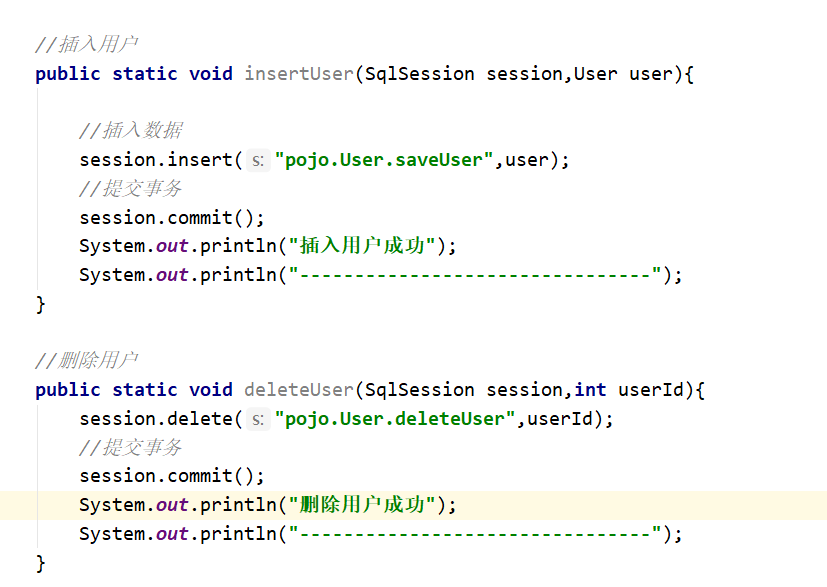 //插入用户
public static void insertUser(SqlSession session,User user){
//插入数据
session.insert( s: "pojo.User.saveUser",user);
//提交事务
session.commit();
System.out.println("插入用户成功");
System.out.println("--------------------------------");
}
//删除用户
public static void deleteUser(SqlSession session,int userId){
session.delete( s: "pojo.User.deleteUser",userId);
//提交事务
session.commit();
System.out.println("删除用户成功");
System.out.println("--------------------------------");
}